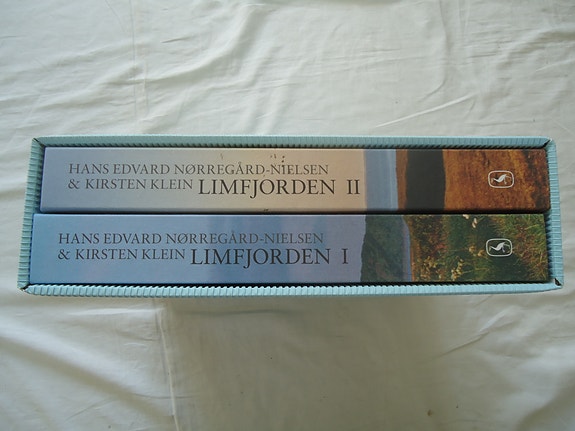 HANS EDVARD NØRREGÅRD-NIELSEN
& KIRSTEN KLEIN LIMFJORDEN II
HANS EDVARD NØRREGÅRD-NIELSEN
& KIRSTEN KLEIN LIMFJORDEN I